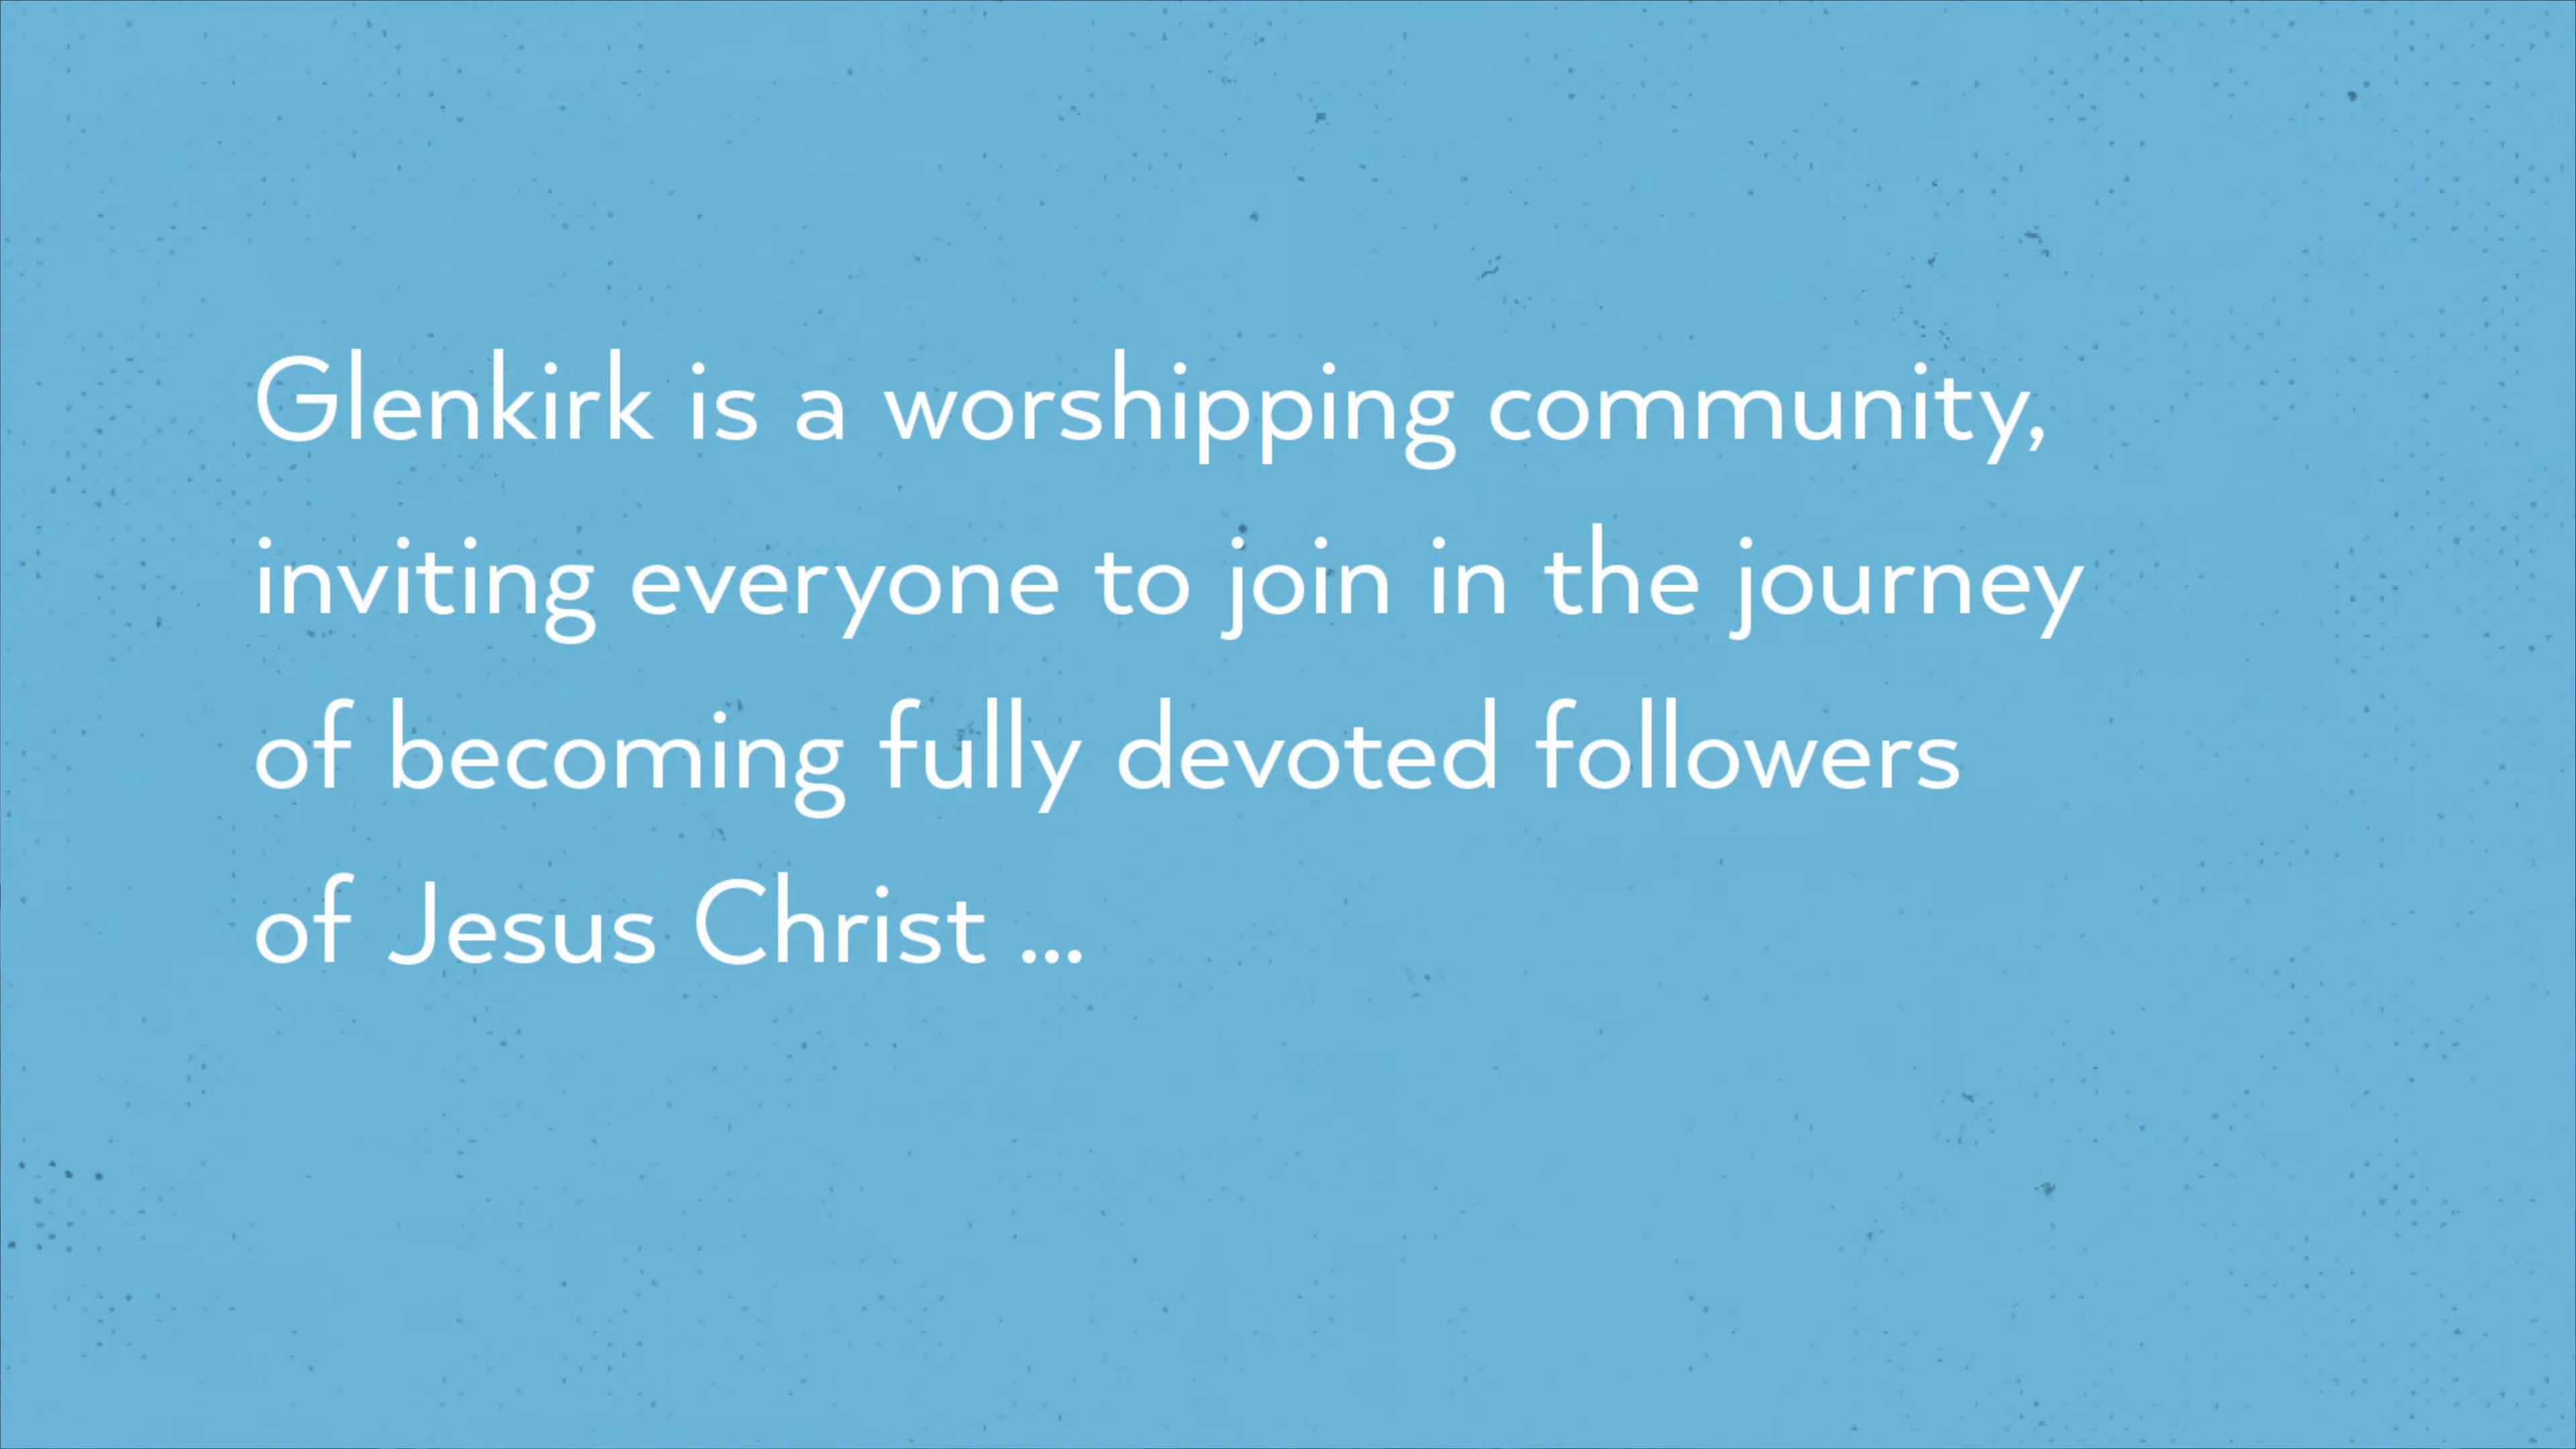 Glenkirk is a worshipping community,
inviting everyone to join in the journey
of becoming fully devoted followers
of Jesus Christ ...